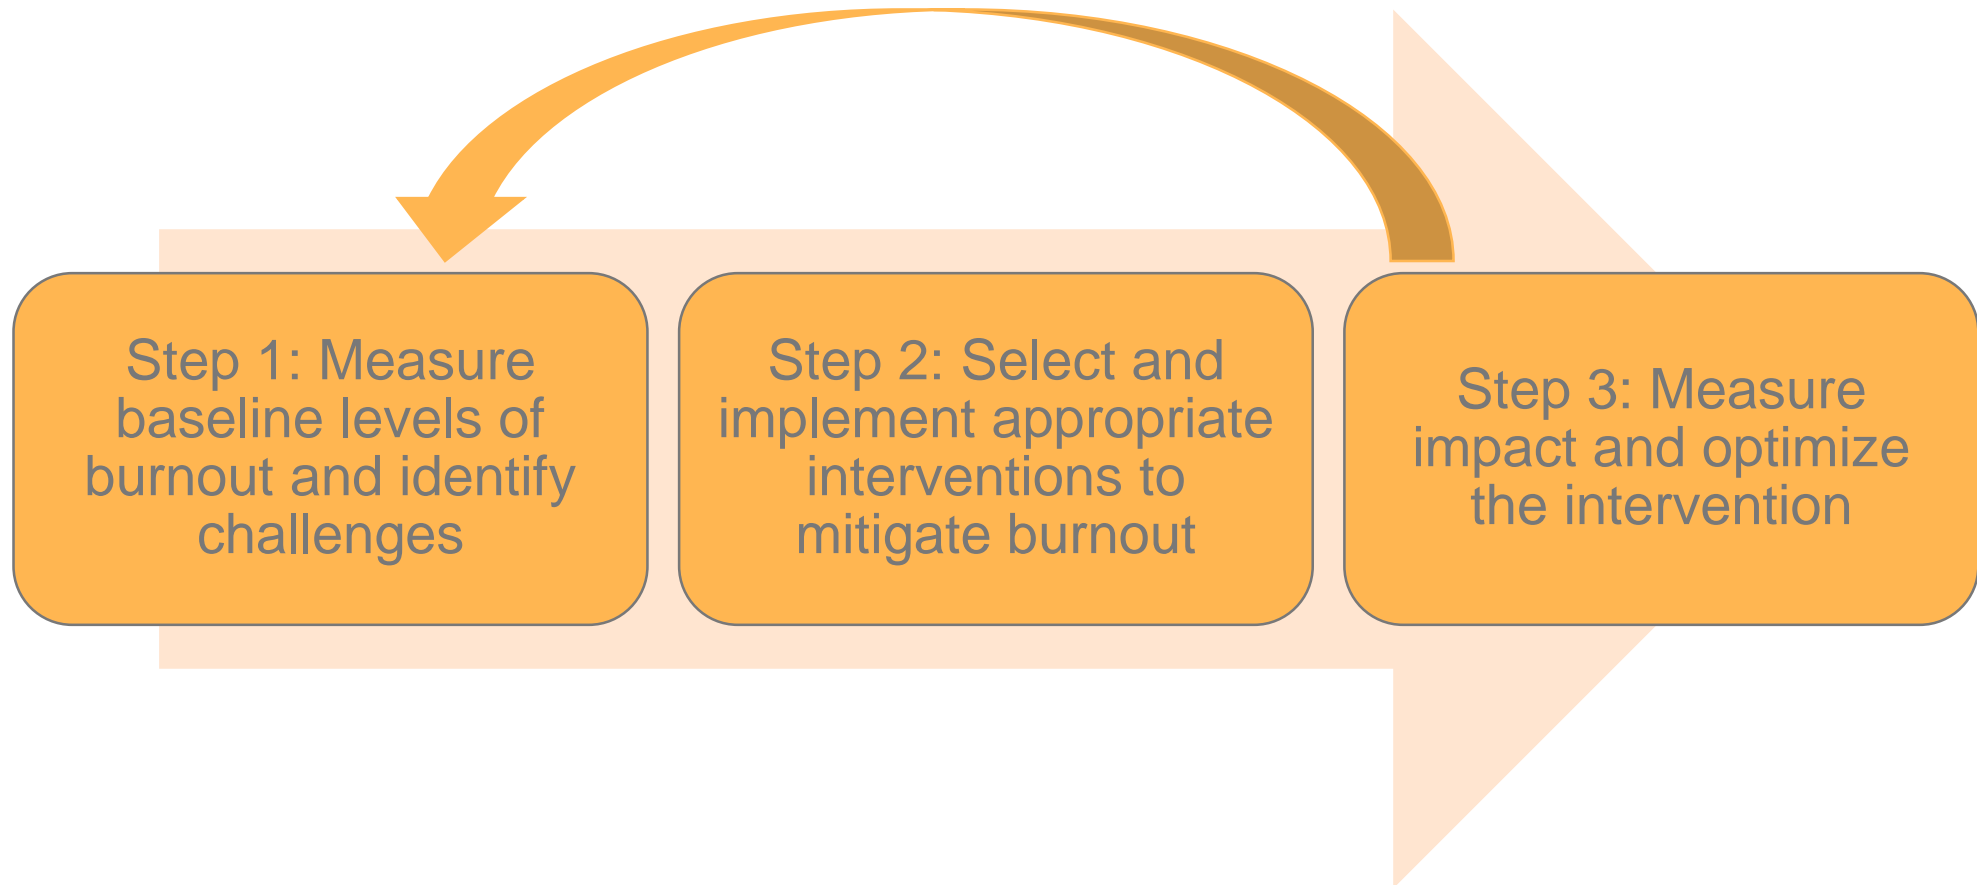 Step 1: Measure
baseline levels of
burnout and identify
challenges
Step 2: Select and
implement appropriate
interventions to
mitigate burnout
Step 3: Measure
impact and optimize
the intervention